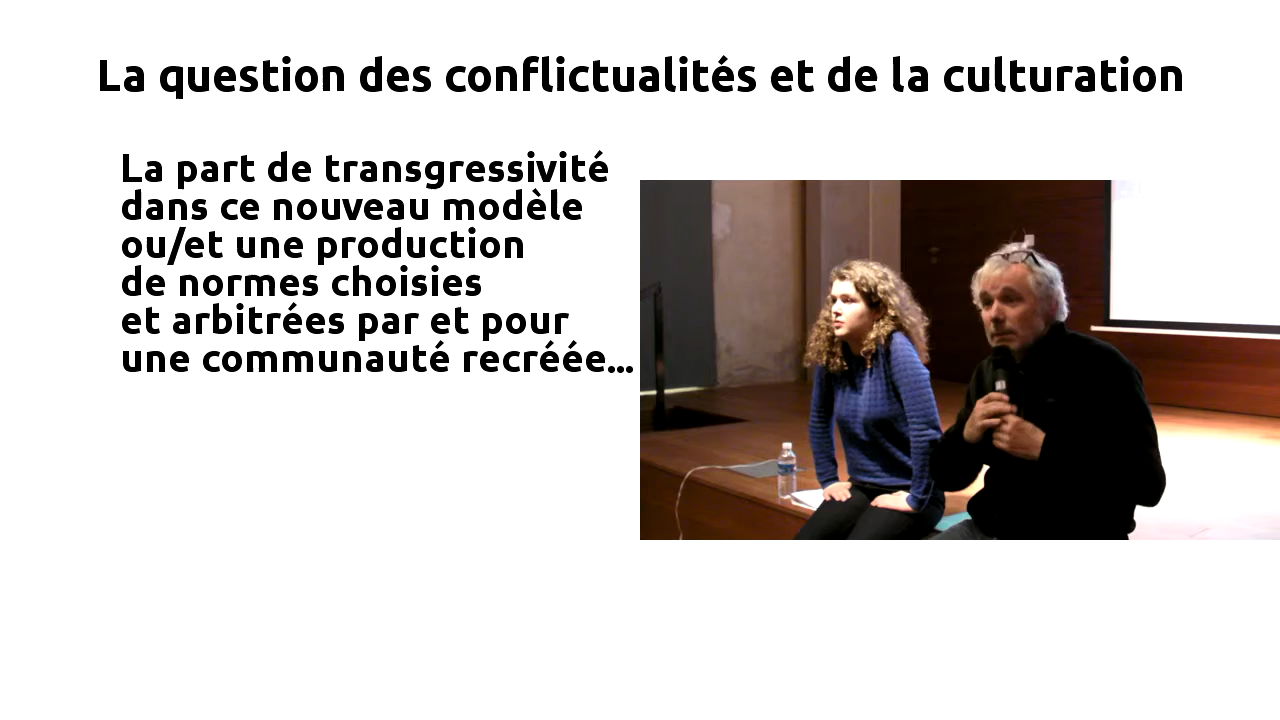 La question des conflictualités et de la culturation
La part de transgressivité
dans ce nouveau modèle
ou/et une production
de normes choisies
et arbitrées par et pour
une communauté recréée...